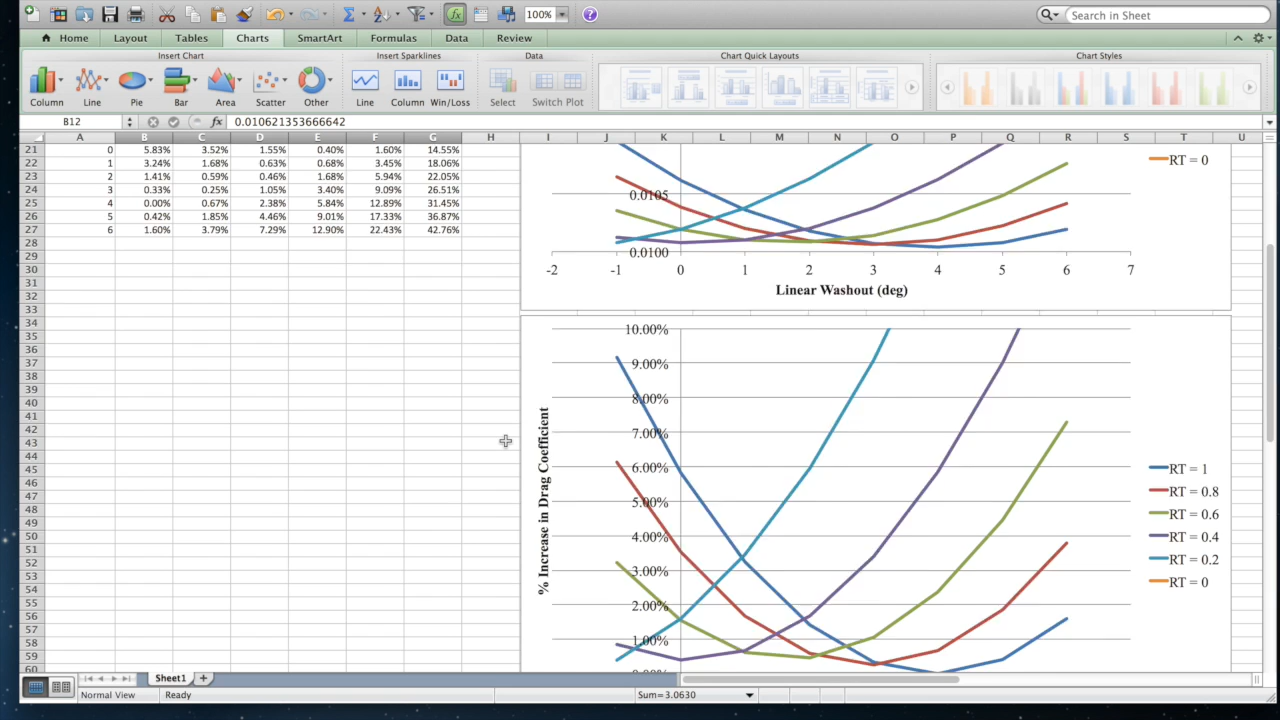 100%
Search in Sheet
Home Layout Tables Charts SmartArt Formulas Data Review
Insert Chart Insert Sparklines Data Chart Quick Layouts Chart Styles
Column Line Pie Bar Area Scatter Other Line Column Win/Loss Select Switch Plot
B12 fx 0.010621353666642
A B C D E F G H I J K L M N O P Q R S T U
21 0 5.83% 3.52% 1.55% 0.40% 1.60% 14.55%
22 1 3.24% 1.68% 0.63% 0.68% 3.45% 18.06%
23 2 1.41% 0.59% 0.46% 1.68% 5.94% 22.05%
24 3 0.33% 0.25% 1.05% 3.40% 9.09% 26.51%
25 4 0.00% 0.67% 2.38% 5.84% 12.89% 31.45%
26 5 0.42% 1.85% 4.46% 9.01% 17.33% 36.87%
27 6 1.60% 3.79% 7.29% 12.90% 22.43% 42.76%
28
29
30
31
32
33
34
35
36
37
38
39
40
41
42
43
44
45
46
47
48
49
50
51
52
53
54
55
56
57
58
59
60
RT = 0
0.0105
0.0100
-2 -1 0 1 2 3 4 5 6 7
Linear Washout (deg)
% Increase in Drag Coefficient
10.00%
9.00%
8.00%
7.00%
6.00%
5.00%
4.00%
3.00%
2.00%
1.00%
0.00%
RT = 1
RT = 0.8
RT = 0.6
RT = 0.4
RT = 0.2
RT = 0
Sheet1
Normal View Ready Sum=3.0630